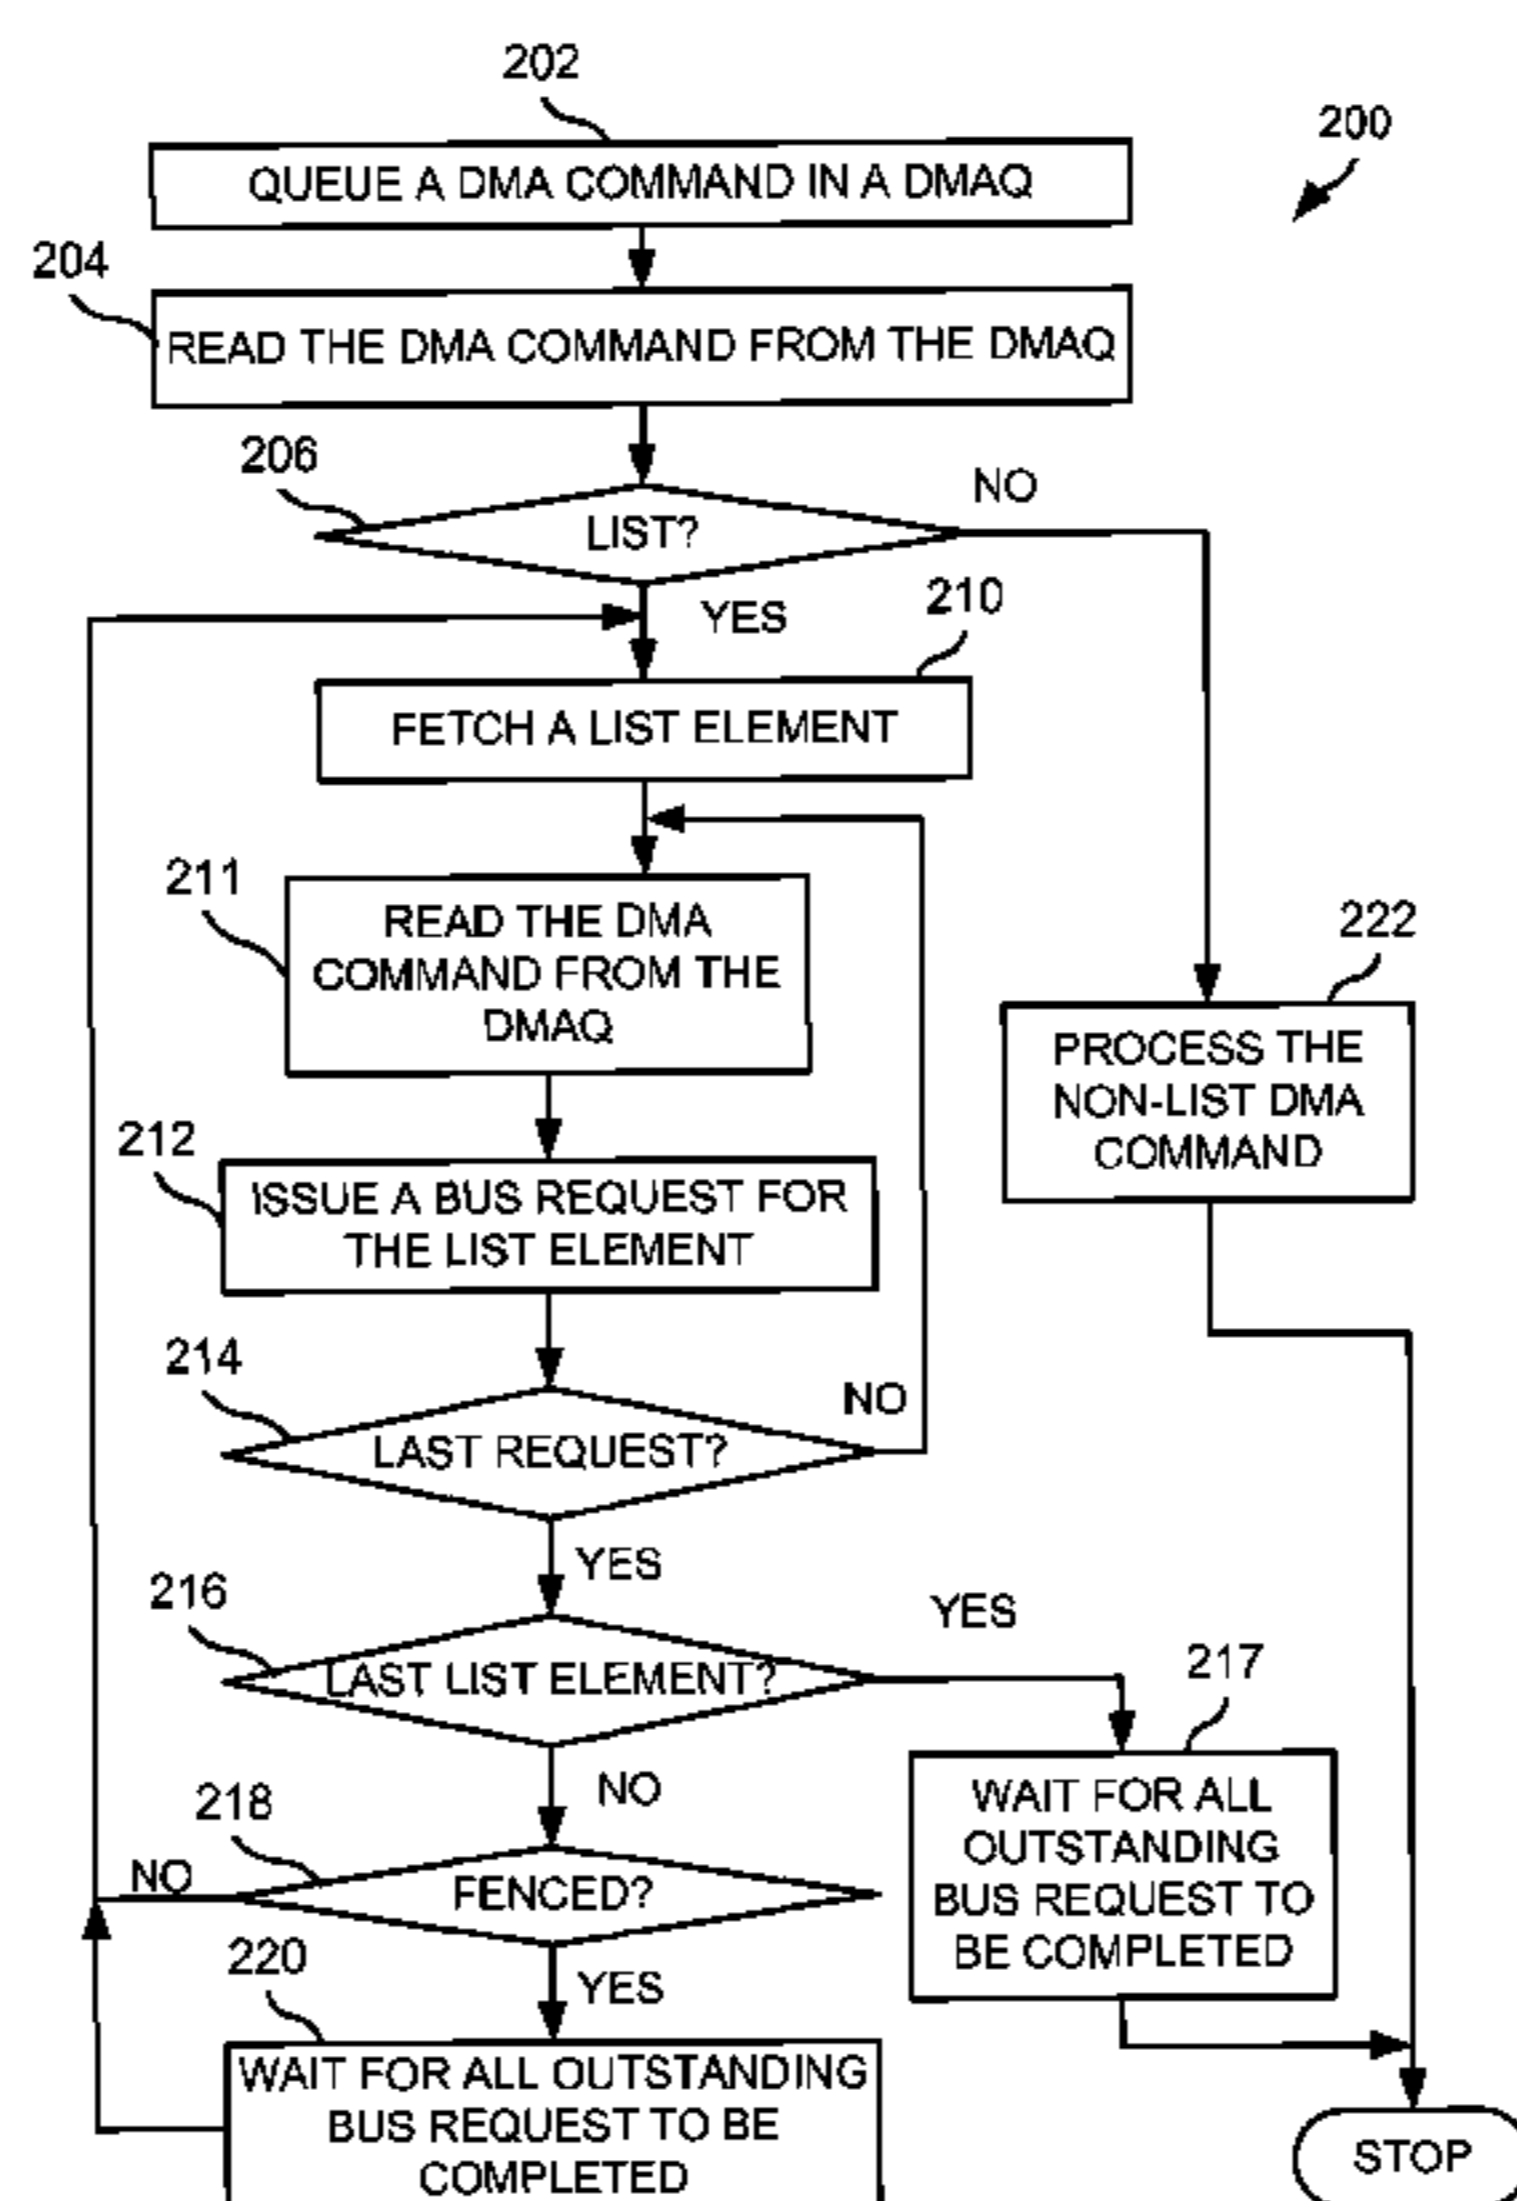 202
200
QUEUE A DMA COMMAND IN A DMAQ
204
READ THE DMA COMMAND FROM THE DMAQ
206
NO
LIST?
YES
210
FETCH A LIST ELEMENT
211
READ THE DMA
COMMAND FROM THE
DMAQ
222
PROCESS THE
NON-LIST DMA
COMMAND
212
ISSUE A BUS REQUEST FOR
THE LIST ELEMENT
214
NO
LAST REQUEST?
YES
216
YES
LAST LIST ELEMENT?
217
WAIT FOR ALL
OUTSTANDING
BUS REQUEST TO
BE COMPLETED
NO
218
NO
FENCED?
YES
220
WAIT FOR ALL OUTSTANDING
BUS REQUEST TO BE
COMPLETED
STOP